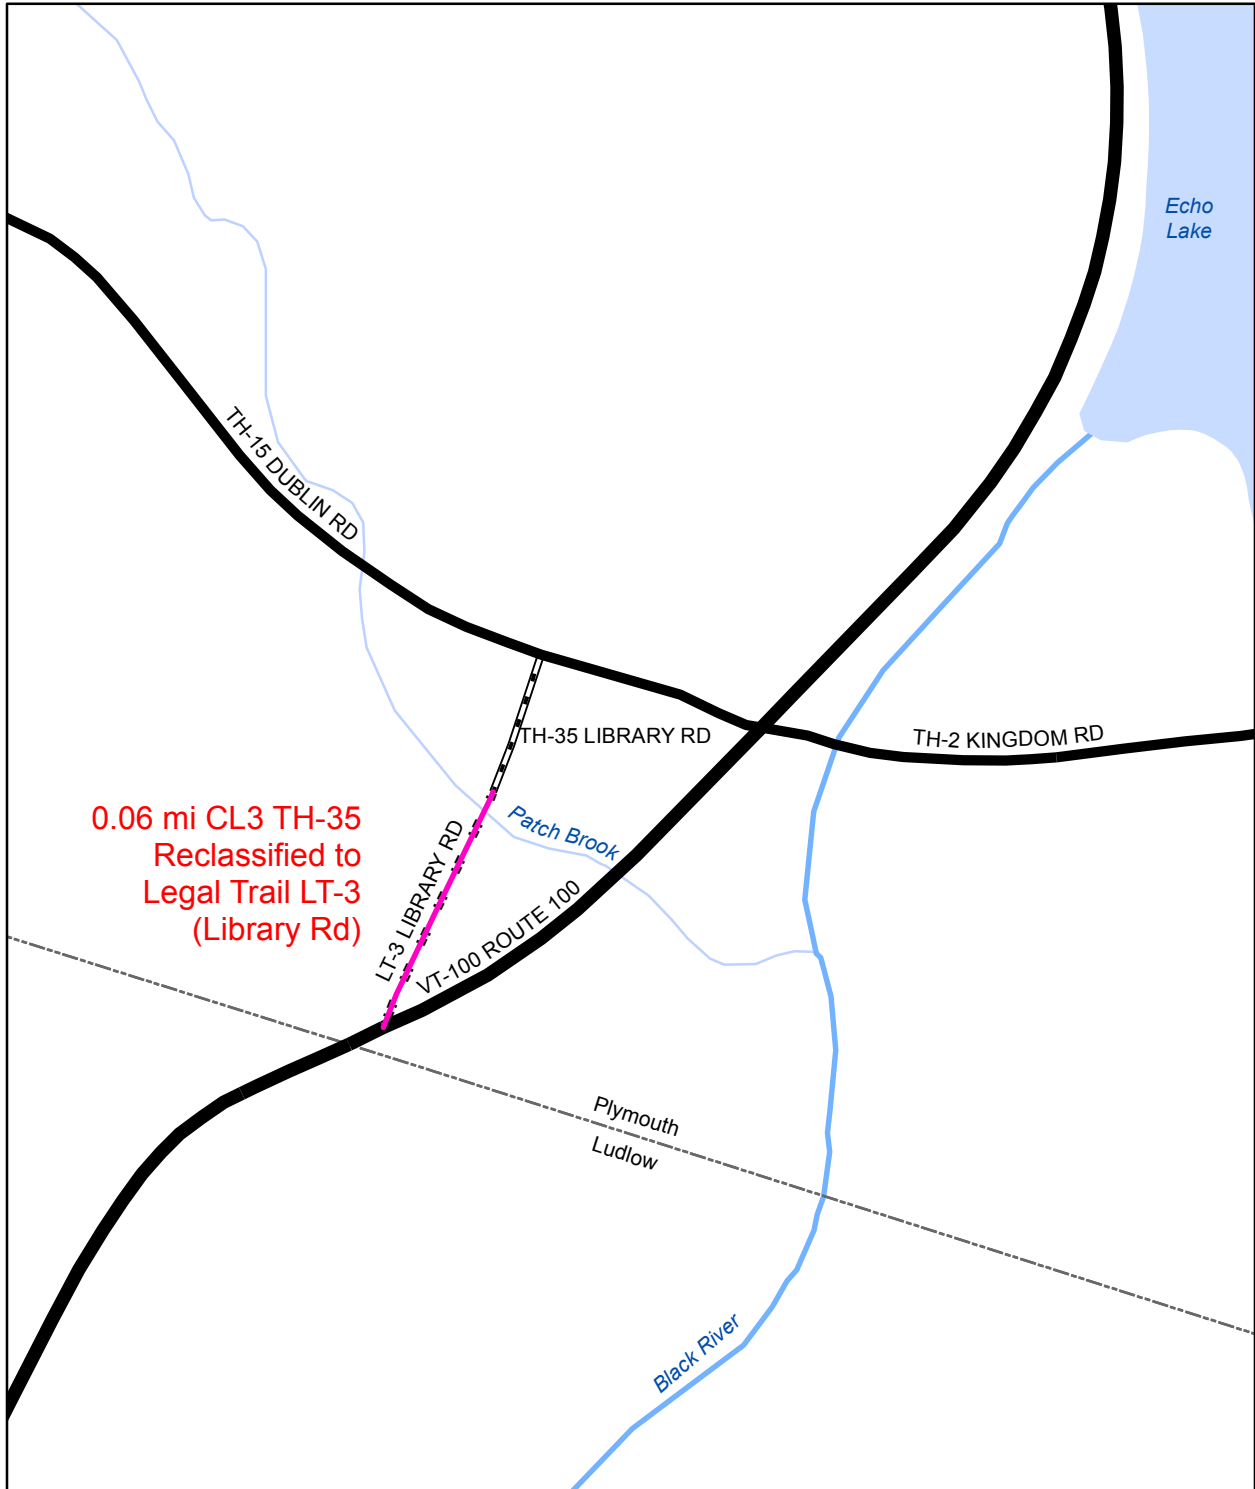 Echo
Lake
TH-15 DUBLIN RD
TH-35 LIBRARY RD
TH-2 KINGDOM RD
0.06 mi CL3 TH-35
Reclassified to
Legal Trail LT-3
(Library Rd)
Patch Brook
LT-3 LIBRARY RD
VT-100 ROUTE 100
Plymouth
Ludlow
Black River